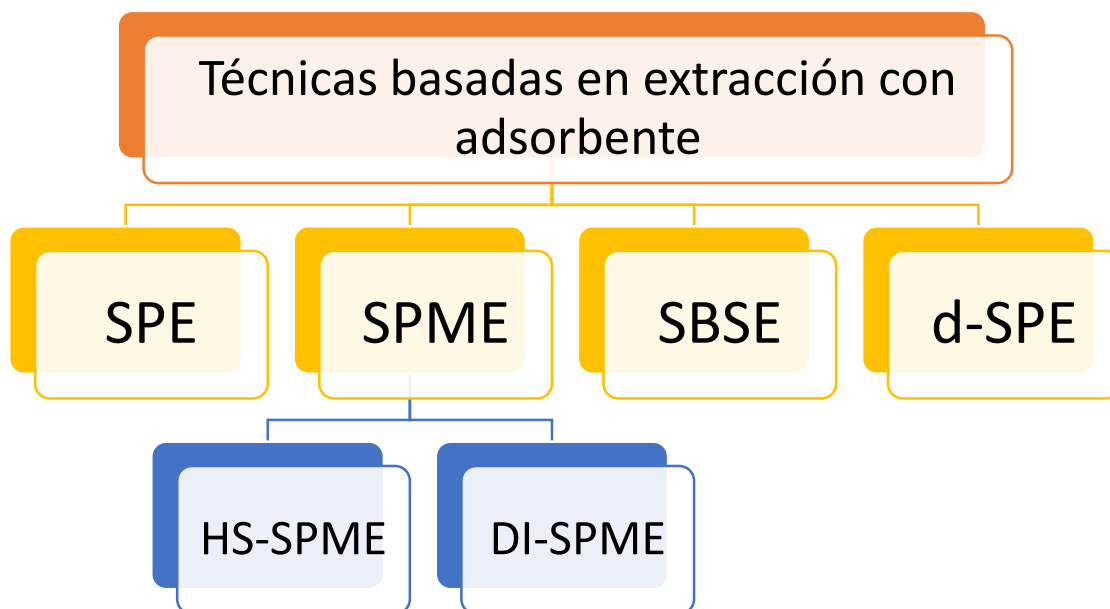 Técnicas basadas en extracción con
adsorbente
SPE
SPME
SBSE
d-SPE
HS-SPME
DI-SPME